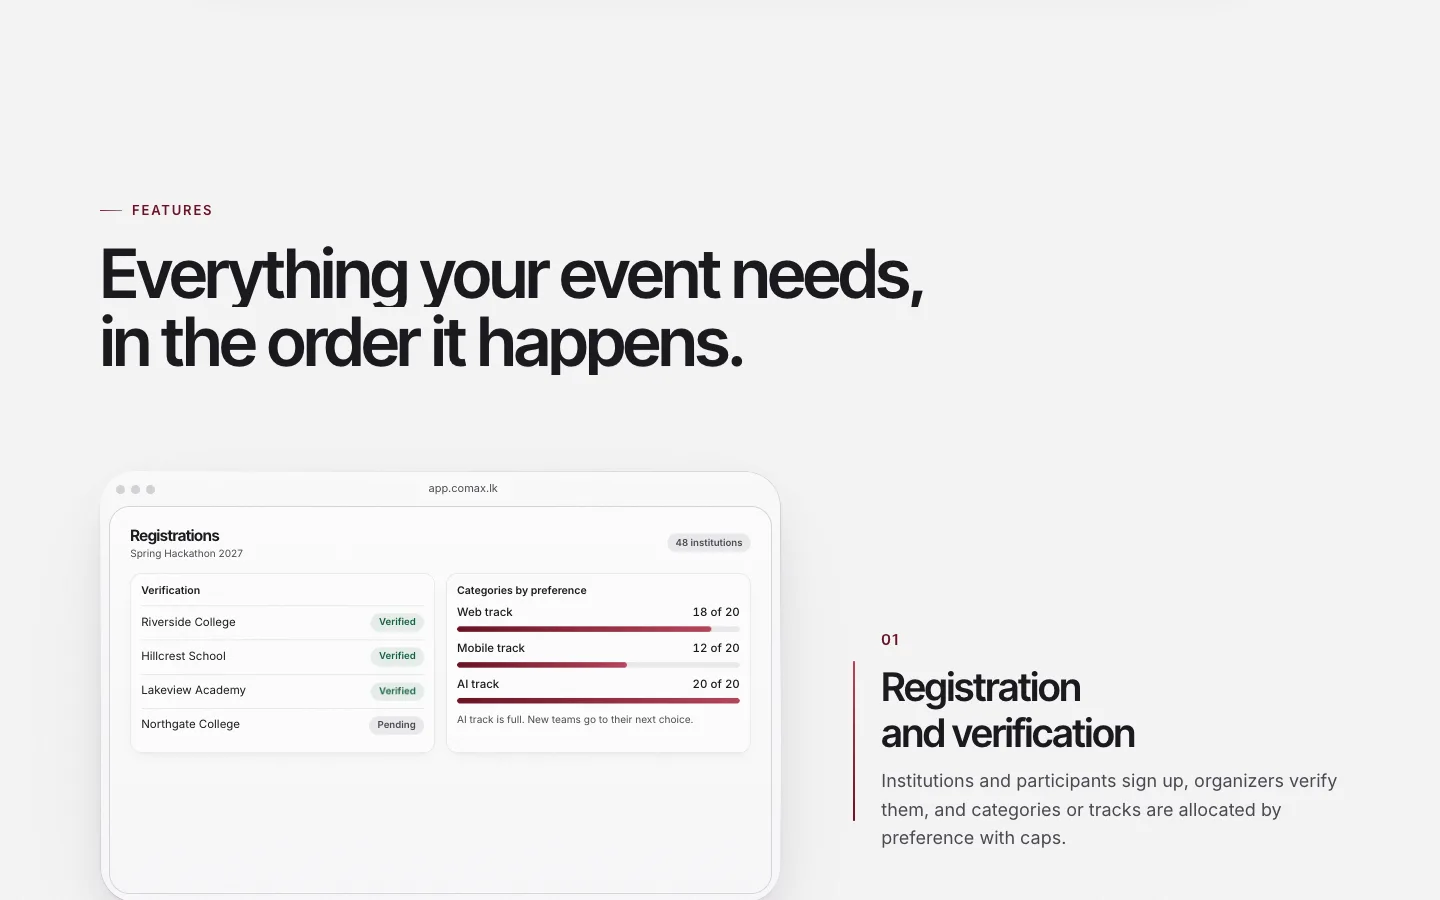 FEATURES
Everything your event needs,
in the order it happens.
app.comax.lk
Registrations
Spring Hackathon 2027
48 institutions
Verification
Riverside College
Verified
Hillcrest School
Verified
Lakeview Academy
Verified
Northgate College
Pending
Categories by preference
Web track
18 of 20
Mobile track
12 of 20
AI track
20 of 20
AI track is full. New teams go to their next choice.
01
Registration
and verification
Institutions and participants sign up, organizers verify
them, and categories or tracks are allocated by
preference with caps.